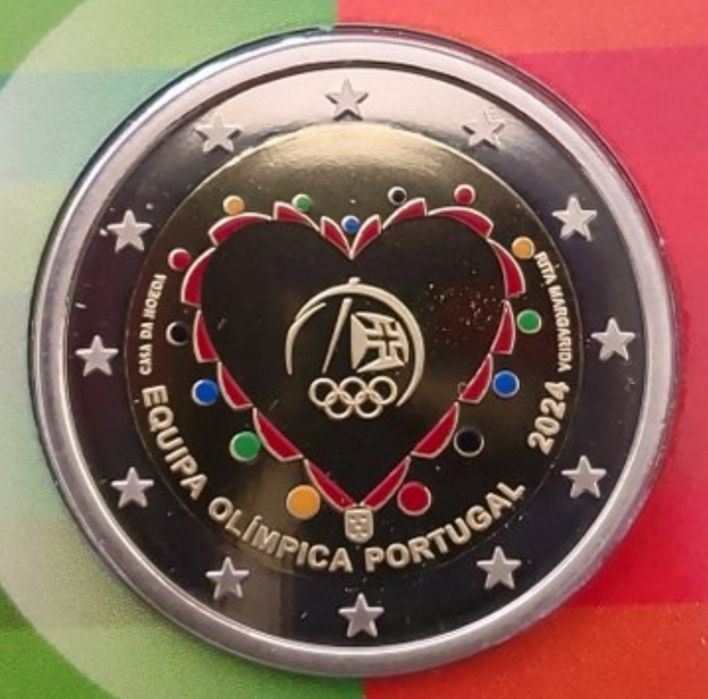 CASA DA MOEDA
RITA MARGARIDA
EQUIPA OLÍMPICA PORTUGAL 2024